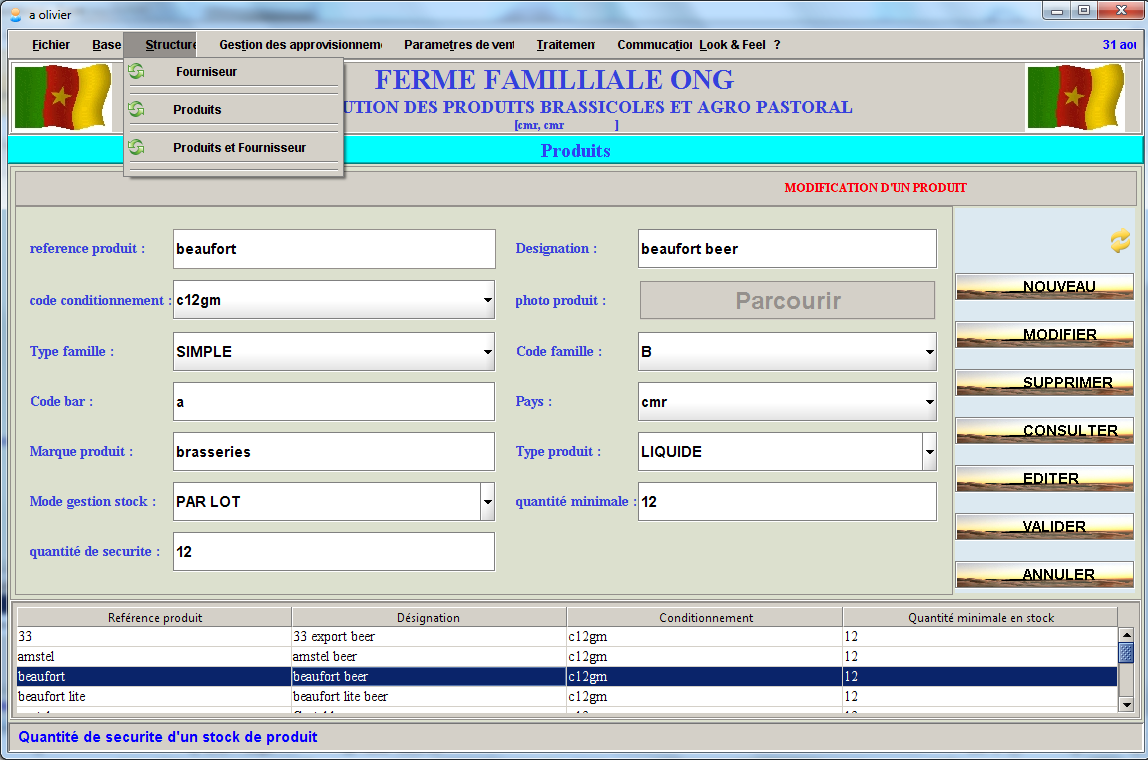 a olivier
Fichier Base Structure Gestion des approvisionnem Parametres de vent Traitemen Commucatio Look & Feel ? 31 aoi
Fourniseur
Produits
Produits et Fournisseur
FERME FAMILLIALE ONG
UTION DES PRODUITS BRASSICOLES ET AGRO PASTORAL
[cmr, cmr ]
Produits
MODIFICATION D'UN PRODUIT
reference produit : beaufort Designation : beaufort beer
code conditionnement : c12gm photo produit : Parcourir
Type famille : SIMPLE Code famille : B
Code bar : a Pays : cmr
Marque produit : brasseries Type produit : LIQUIDE
Mode gestion stock : PAR LOT quantité minimale : 12
quantité de securite : 12
NOUVEAU
MODIFIER
SUPPRIMER
CONSULTER
EDITER
VALIDER
ANNULER
Reférence produit Désignation Conditionnement Quantité minimale en stock
33 33 export beer c12gm 12
amstel amstel beer c12gm 12
beaufort beaufort beer c12gm 12
beaufort lite beaufort lite beer c12gm 12
Quantité de securite d'un stock de produit